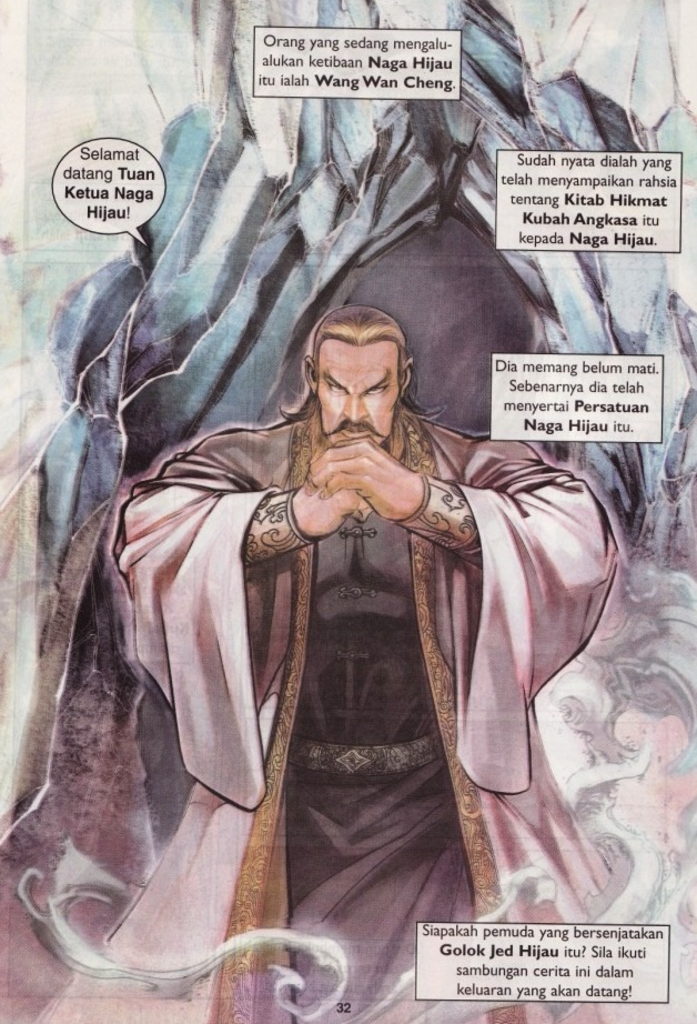 Orang yang sedang mengalu-
alukan ketibaan Naga Hijau
itu ialah Wang Wan Cheng.
Selamat
datang Tuan
Ketua Naga
Hijau!
Sudah nyata dialah yang
telah menyampaikan rahsia
tentang Kitab Hikmat
Kubah Angkasa itu
kepada Naga Hijau.
Dia memang belum mati.
Sebenarnya dia telah
menyertai Persatuan
Naga Hijau itu.
Siapakah pemuda yang bersenjatakan
Golok Jed Hijau itu? Sila ikuti
sambungan cerita ini dalam
keluaran yang akan datang!
32